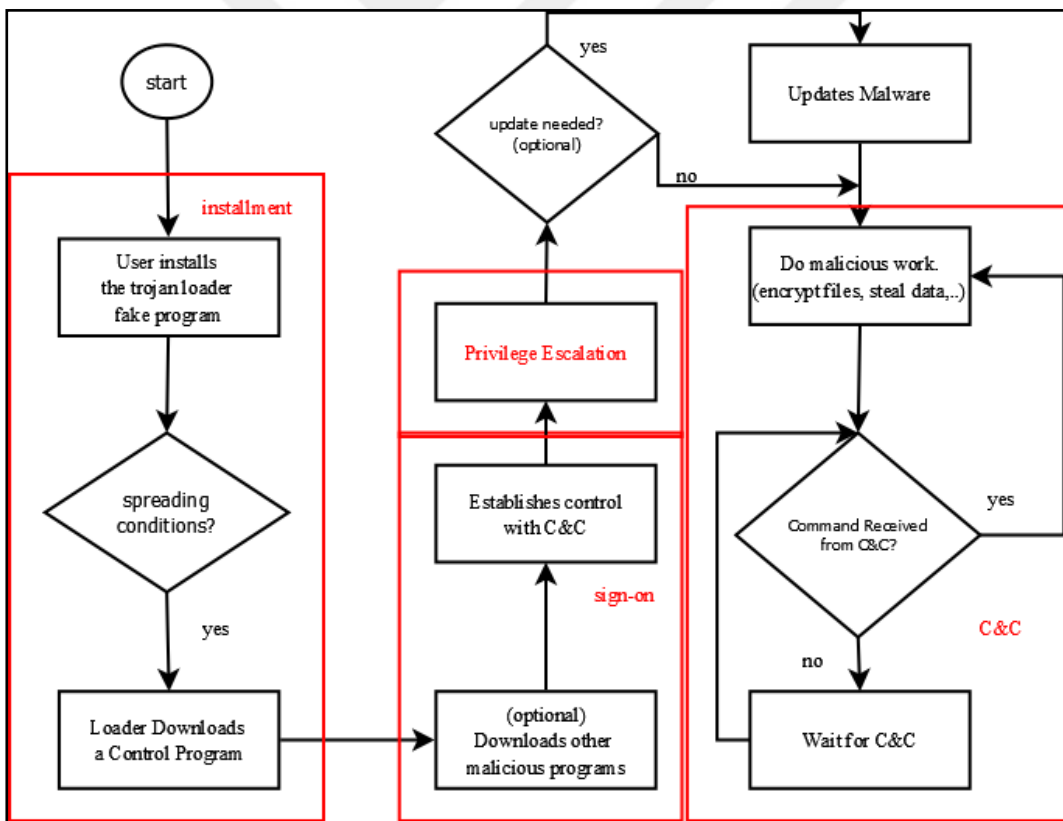 start
installment
User installs
the trojan loader
fake program
spreading
conditions?
yes
Loader Downloads
a Control Program
(optional)
Downloads other
malicious programs
sign-on
Establishes control
with C&C
Privilege Escalation
update needed?
(optional)
yes
no
Updates Malware
Do malicious work.
(encrypt files, steal data,..)
Command Received
from C&C?
yes
no
C&C
Wait for C&C